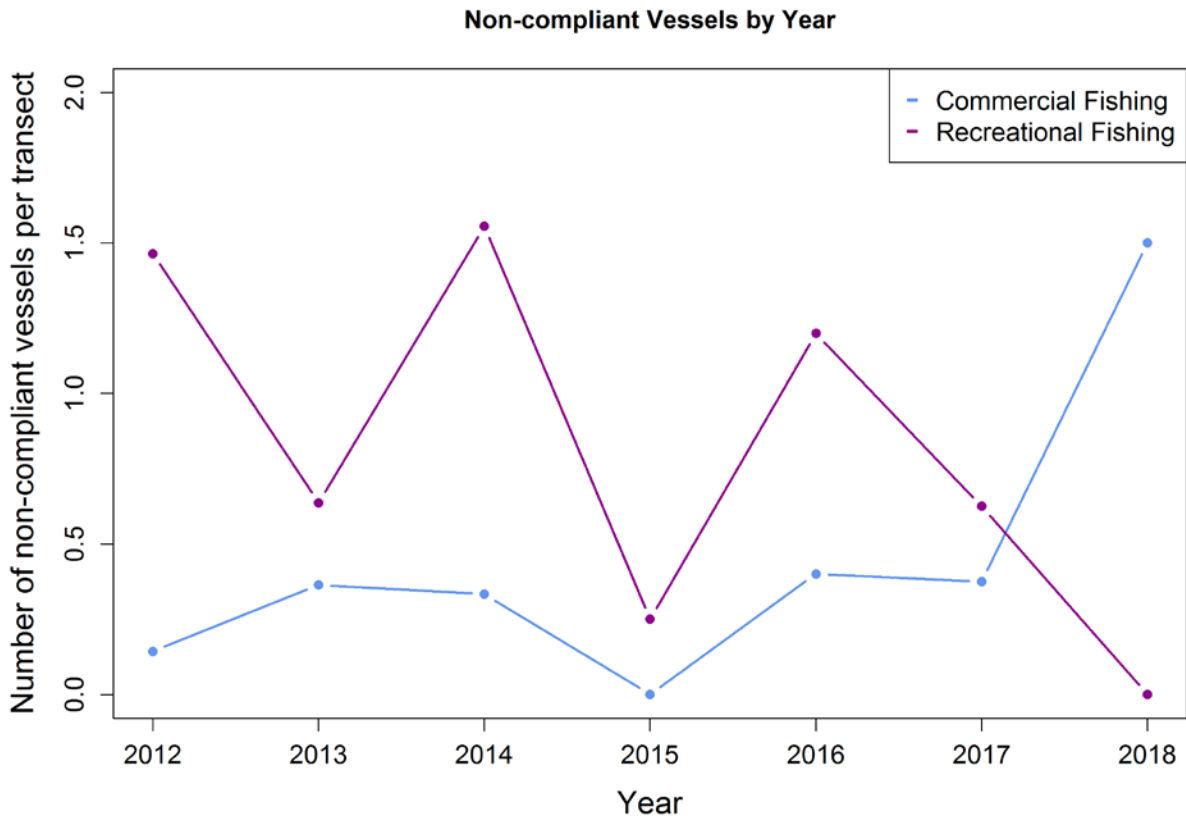 Non-compliant Vessels by Year
Number of non-compliant vessels per transect
2.0
1.5
1.0
0.5
0.0
Commercial Fishing
Recreational Fishing
2012 2013 2014 2015 2016 2017 2018
Year